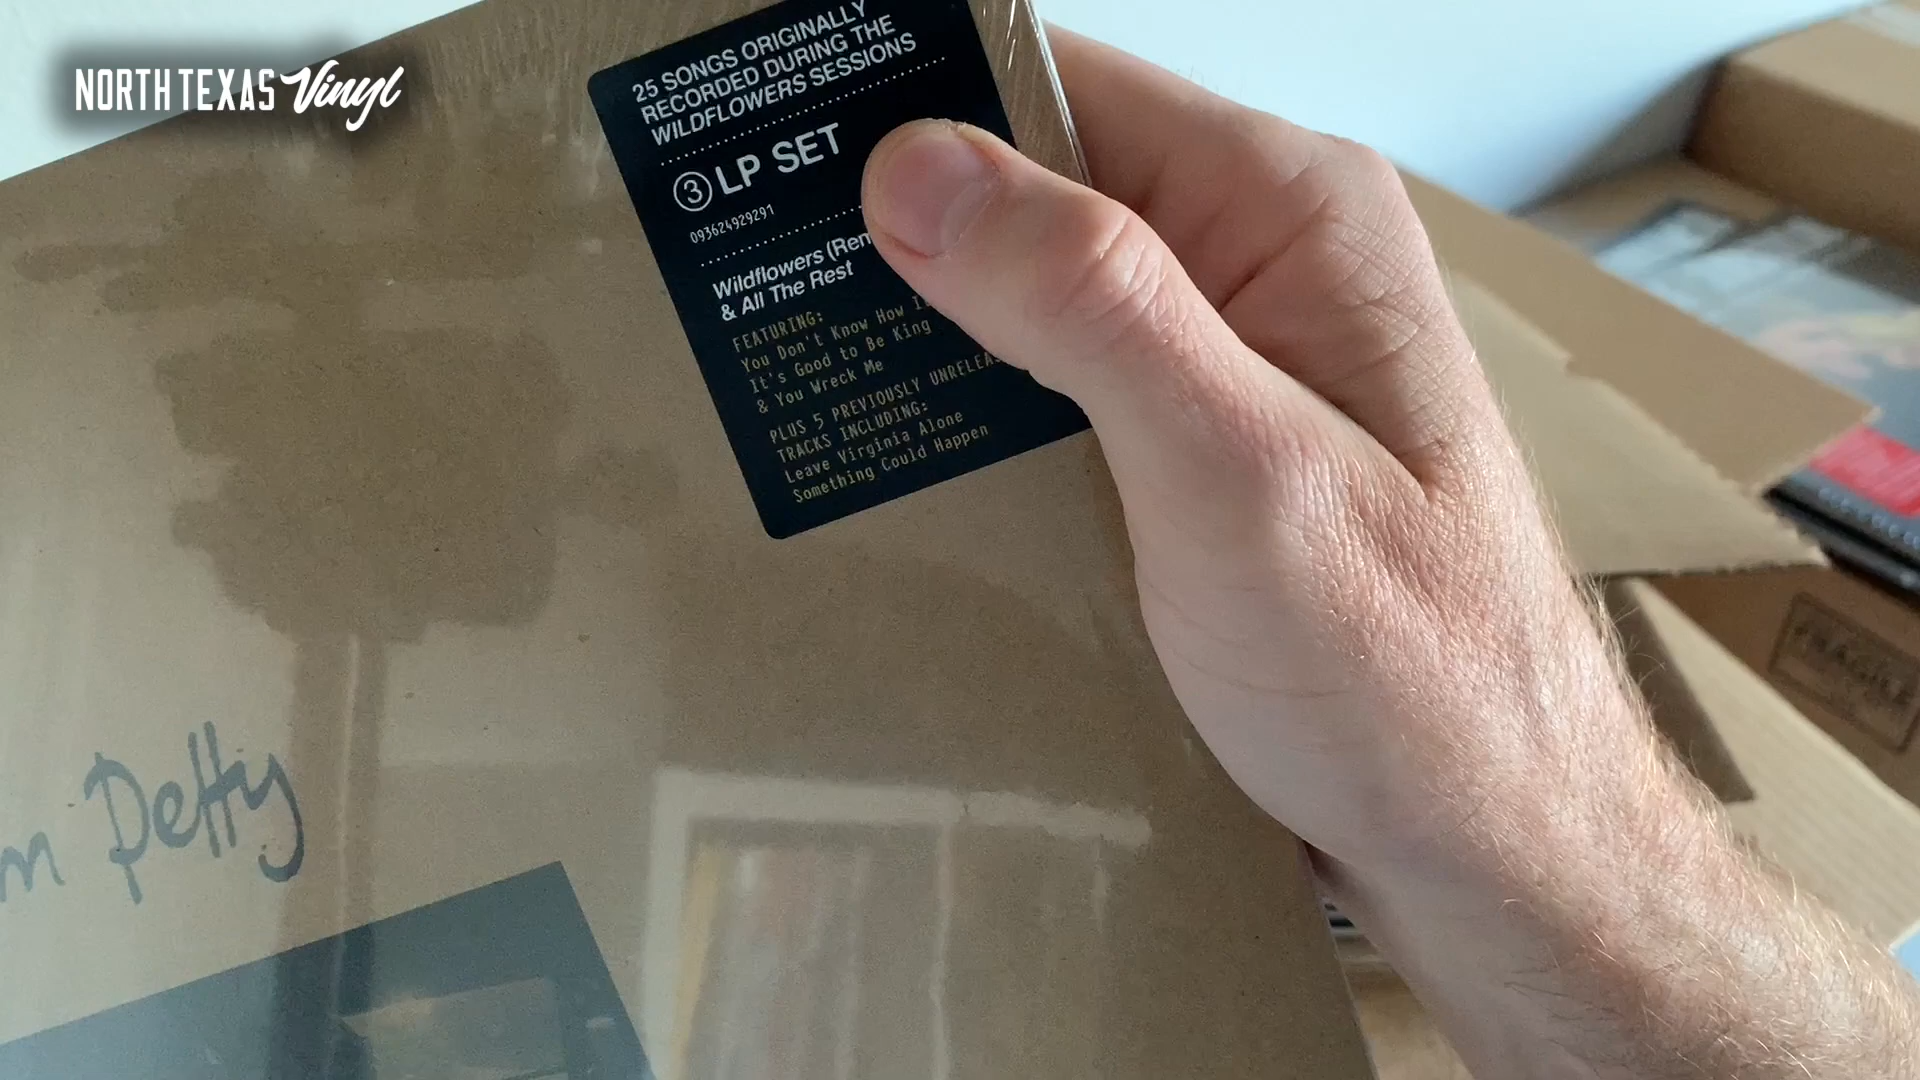 NORTH TEXAS Vinyl
25 SONGS ORIGINALLY
RECORDED DURING THE
WILDFLOWERS SESSIONS
3 LP SET
093624929291
Wildflowers
& All The Rest
FEATURING:
You Don't Know How
It's Good to Be King
& You Wreck Me
PLUS 5 PREVIOUSLY
TRACKS INCLUDING:
Leave Virginia Alone
Something Could Happen
Petty
FRAGILE